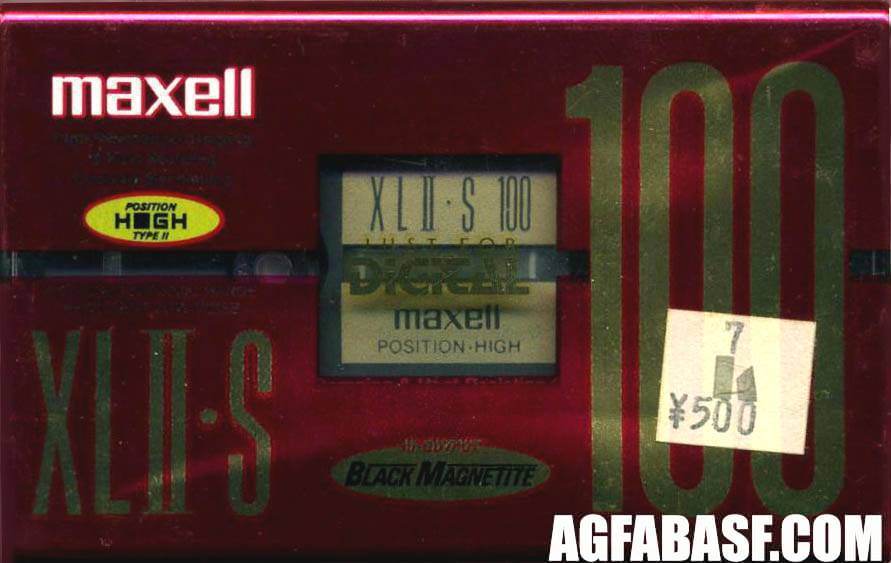 maxell
100
POSITION
HIGH
TYPE II
XLII·S 100
JUST FOR
DIGITAL
maxell
POSITION·HIGH
XLII·S
7
¥500
BLACK MAGNETITE
AGFABASF.COM